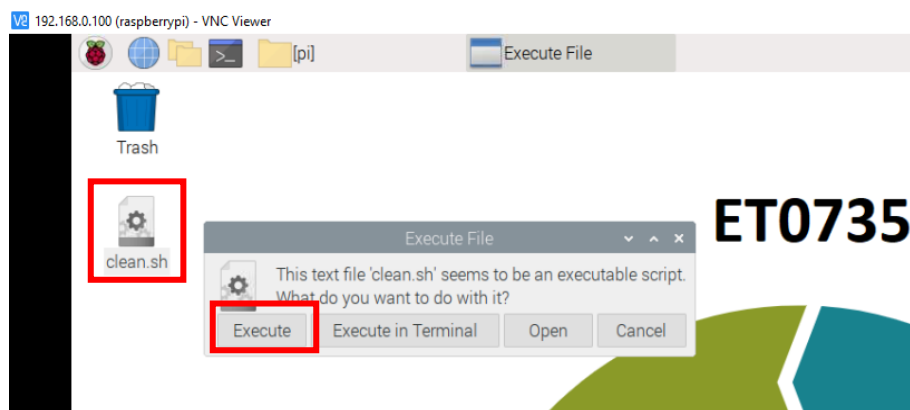 V2 192.168.0.100 (raspberrypi) - VNC Viewer
>_ [pi] Execute File
Trash
clean.sh
ET0735
Execute File
This text file 'clean.sh' seems to be an executable script.
What do you want to do with it?
Execute Execute in Terminal Open Cancel